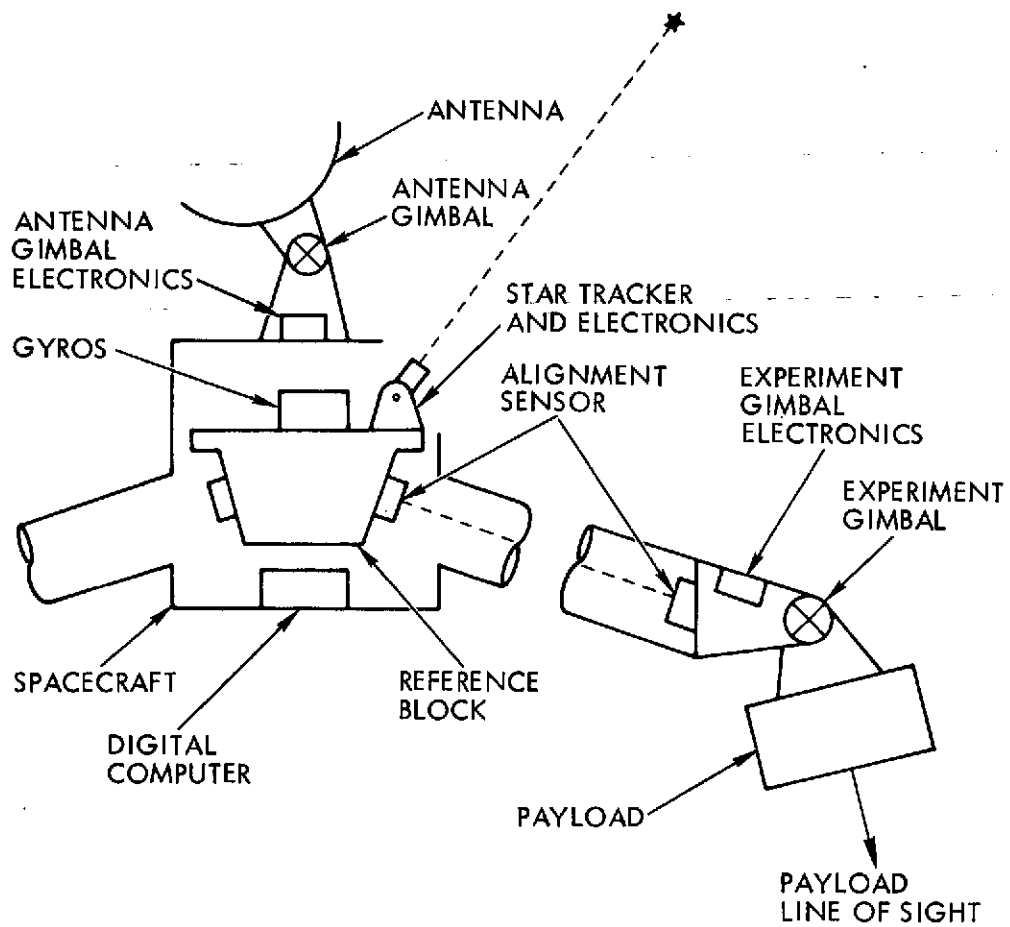 ANTENNA
ANTENNA
GIMBAL
ANTENNA
GIMBAL
ELECTRONICS
STAR TRACKER
AND ELECTRONICS
GYROS
ALIGNMENT
SENSOR
EXPERIMENT
GIMBAL
ELECTRONICS
EXPERIMENT
GIMBAL
SPACECRAFT
REFERENCE
BLOCK
DIGITAL
COMPUTER
PAYLOAD
PAYLOAD
LINE OF SIGHT